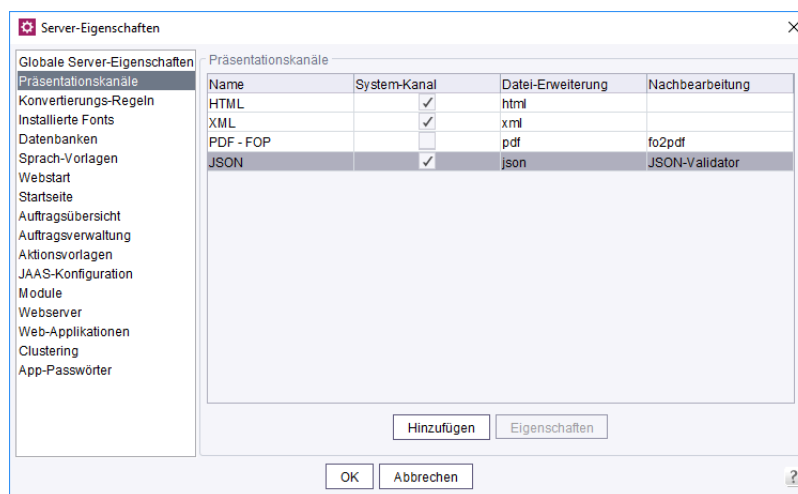 Server-Eigenschaften
Globale Server-Eigenschaften
Präsentationskanäle
Konvertierungs-Regeln
Installierte Fonts
Datenbanken
Sprach-Vorlagen
Webstart
Startseite
Auftragsübersicht
Auftragsverwaltung
Aktionsvorlagen
JAAS-Konfiguration
Module
Webserver
Web-Applikationen
Clustering
App-Passwörter
Präsentationskanäle
Name System-Kanal Datei-Erweiterung Nachbearbeitung
HTML html
XML xml
PDF - FOP pdf fo2pdf
JSON json JSON-Validator
Hinzufügen Eigenschaften
OK Abbrechen ?